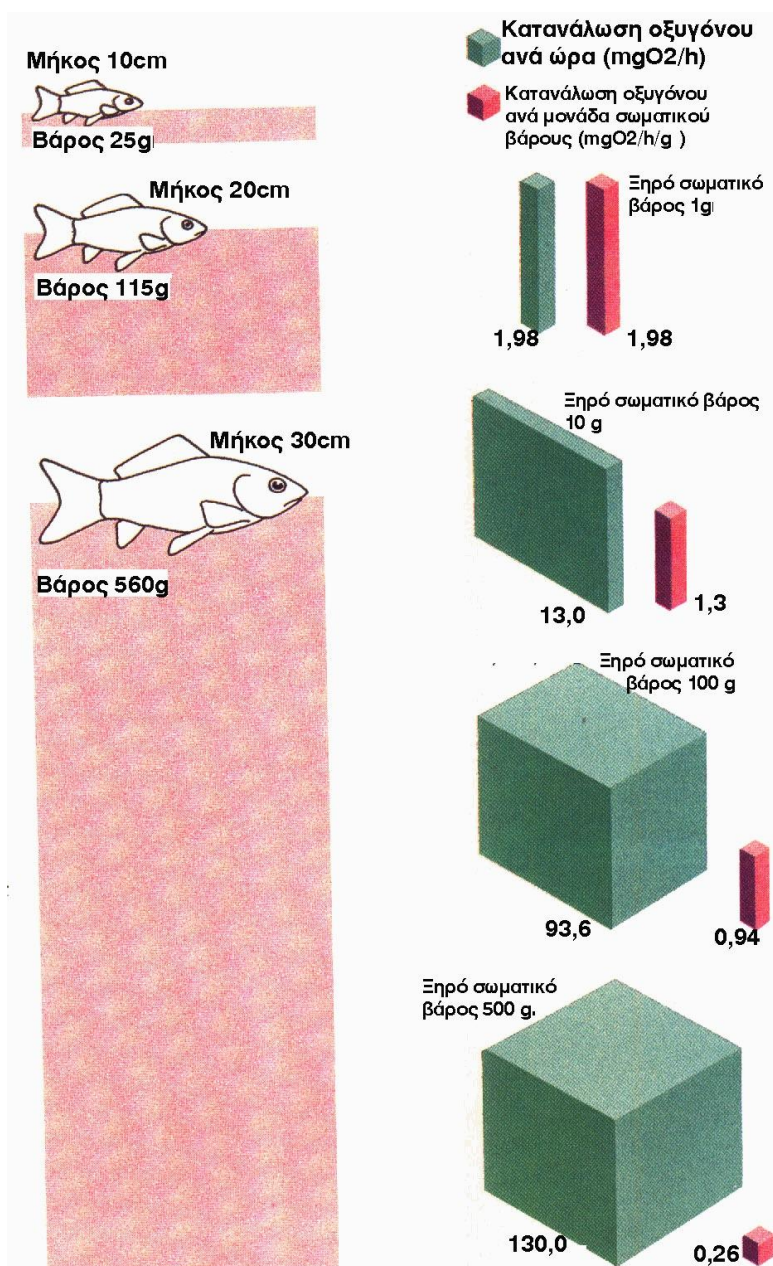 Μήκος 10cm
Βάρος 25g
Μήκος 20cm
Βάρος 115g
Μήκος 30cm
Βάρος 560g
Κατανάλωση οξυγόνου
ανά ώρα (mgO2/h)
Κατανάλωση οξυγόνου
ανά μονάδα σωματικού
βάρους (mgO2/h/g )
Ξηρό σωματικό
βάρος 1g
1,98
1,98
Ξηρό σωματικό βάρος
10 g
13,0
1,3
Ξηρό σωματικό
βάρος 100 g
93,6
0,94
Ξηρό σωματικό
βάρος 500 g.
130,0
0,26